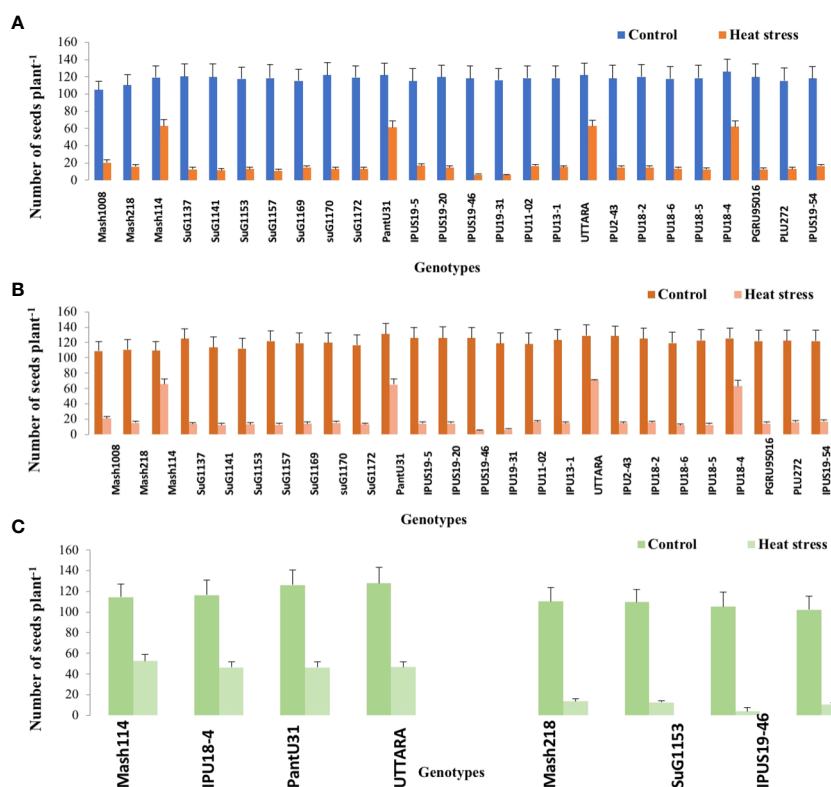 A
Control Heat stress
160
140
120
100
80
60
40
20
0
Number of seeds plant⁻¹
Mash1008 Mash218 Mash114 SuG1137 SuG1141 SuG1153 SuG1157 SuG1169 suG1170 SuG1172 PantU31 IPUS19-5 IPUS19-20 IPUS19-46 IPU19-31 IPU11-02 IPU13-1 UTTARA IPU2-43 IPU18-2 IPU18-6 IPU18-5 IPU18-4 PGRU95016 PLU272 IPUS19-54
Genotypes
B
Control Heat stress
160
140
120
100
80
60
40
20
0
Number of seeds plant⁻¹
Mash1008 Mash218 Mash114 SuG1137 SuG1141 SuG1153 SuG1157 SuG1169 suG1170 SuG1172 PantU31 IPUS19-5 IPUS19-20 IPUS19-46 IPU19-31 IPU11-02 IPU13-1 UTTARA IPU2-43 IPU18-2 IPU18-6 IPU18-5 IPU18-4 PGRU95016 PLU272 IPUS19-54
Genotypes
C
Control Heat stress
160
140
120
100
80
60
40
20
0
Number of seeds plant⁻¹
Mash114 IPU18-4 PantU31 UTTARA Mash218 SuG1153 IPUS19-46
Genotypes